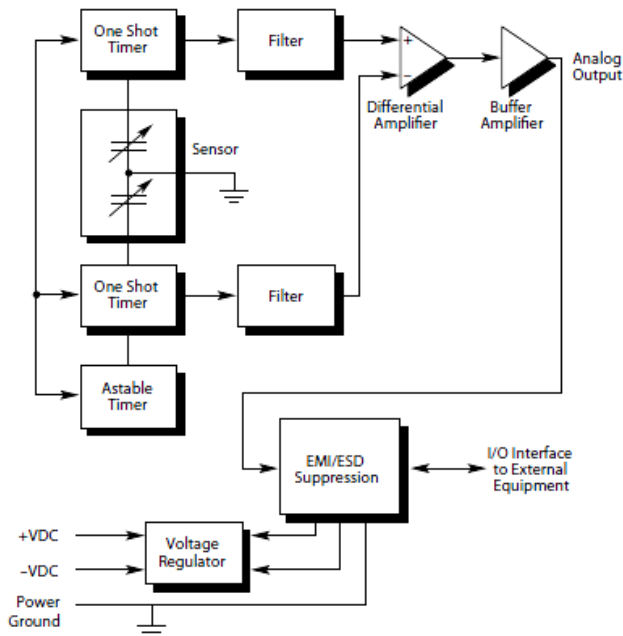 One Shot
Timer
Filter
+
−
Analog
Output
Differential
Amplifier
Buffer
Amplifier
Sensor
One Shot
Timer
Filter
Astable
Timer
EMI/ESD
Suppression
I/O Interface
to External
Equipment
+VDC
−VDC
Voltage
Regulator
Power
Ground